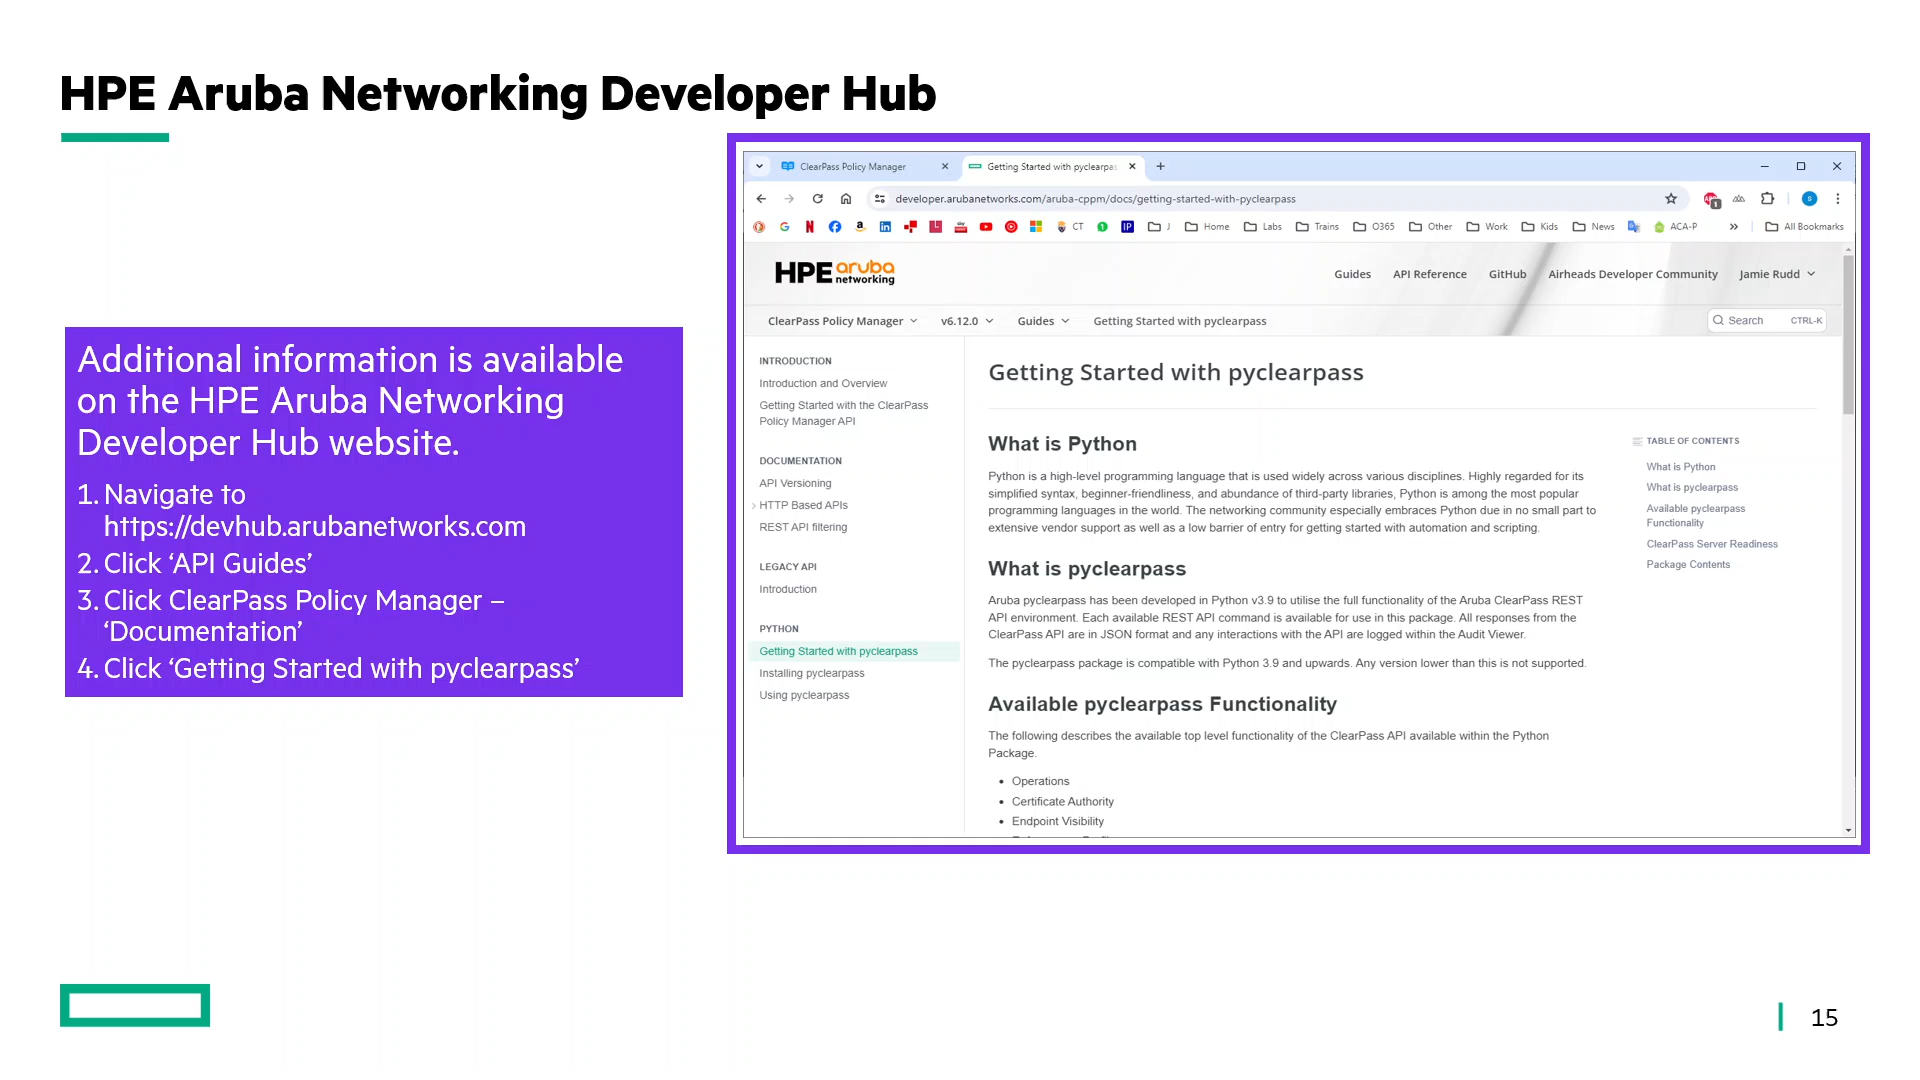 HPE Aruba Networking Developer Hub
Additional information is available
on the HPE Aruba Networking
Developer Hub website.
1. Navigate to
https://devhub.arubanetworks.com
2. Click ‘API Guides’
3. Click ClearPass Policy Manager –
‘Documentation’
4. Click ‘Getting Started with pyclearpass’
ClearPass Policy Manager
Getting Started with pyclearpas
developer.arubanetworks.com/aruba-cppm/docs/getting-started-with-pyclearpass
CT J Home Labs Trains O365 Other Work Kids News ACA-P » All Bookmarks
HPE aruba
networking
Guides API Reference GitHub Airheads Developer Community Jamie Rudd
ClearPass Policy Manager v6.12.0 Guides Getting Started with pyclearpass
Search CTRL-K
INTRODUCTION
Introduction and Overview
Getting Started with the ClearPass
Policy Manager API
DOCUMENTATION
API Versioning
HTTP Based APIs
REST API filtering
LEGACY API
Introduction
PYTHON
Getting Started with pyclearpass
Installing pyclearpass
Using pyclearpass
Getting Started with pyclearpass
What is Python
Python is a high-level programming language that is used widely across various disciplines. Highly regarded for its
simplified syntax, beginner-friendliness, and abundance of third-party libraries, Python is among the most popular
programming languages in the world. The networking community especially embraces Python due in no small part to
extensive vendor support as well as a low barrier of entry for getting started with automation and scripting.
What is pyclearpass
Aruba pyclearpass has been developed in Python v3.9 to utilise the full functionality of the Aruba ClearPass REST
API environment. Each available REST API command is available for use in this package. All responses from the
ClearPass API are in JSON format and any interactions with the API are logged within the Audit Viewer.
The pyclearpass package is compatible with Python 3.9 and upwards. Any version lower than this is not supported.
Available pyclearpass Functionality
The following describes the available top level functionality of the ClearPass API available within the Python
Package.
• Operations
• Certificate Authority
• Endpoint Visibility
TABLE OF CONTENTS
What is Python
What is pyclearpass
Available pyclearpass
Functionality
ClearPass Server Readiness
Package Contents
15